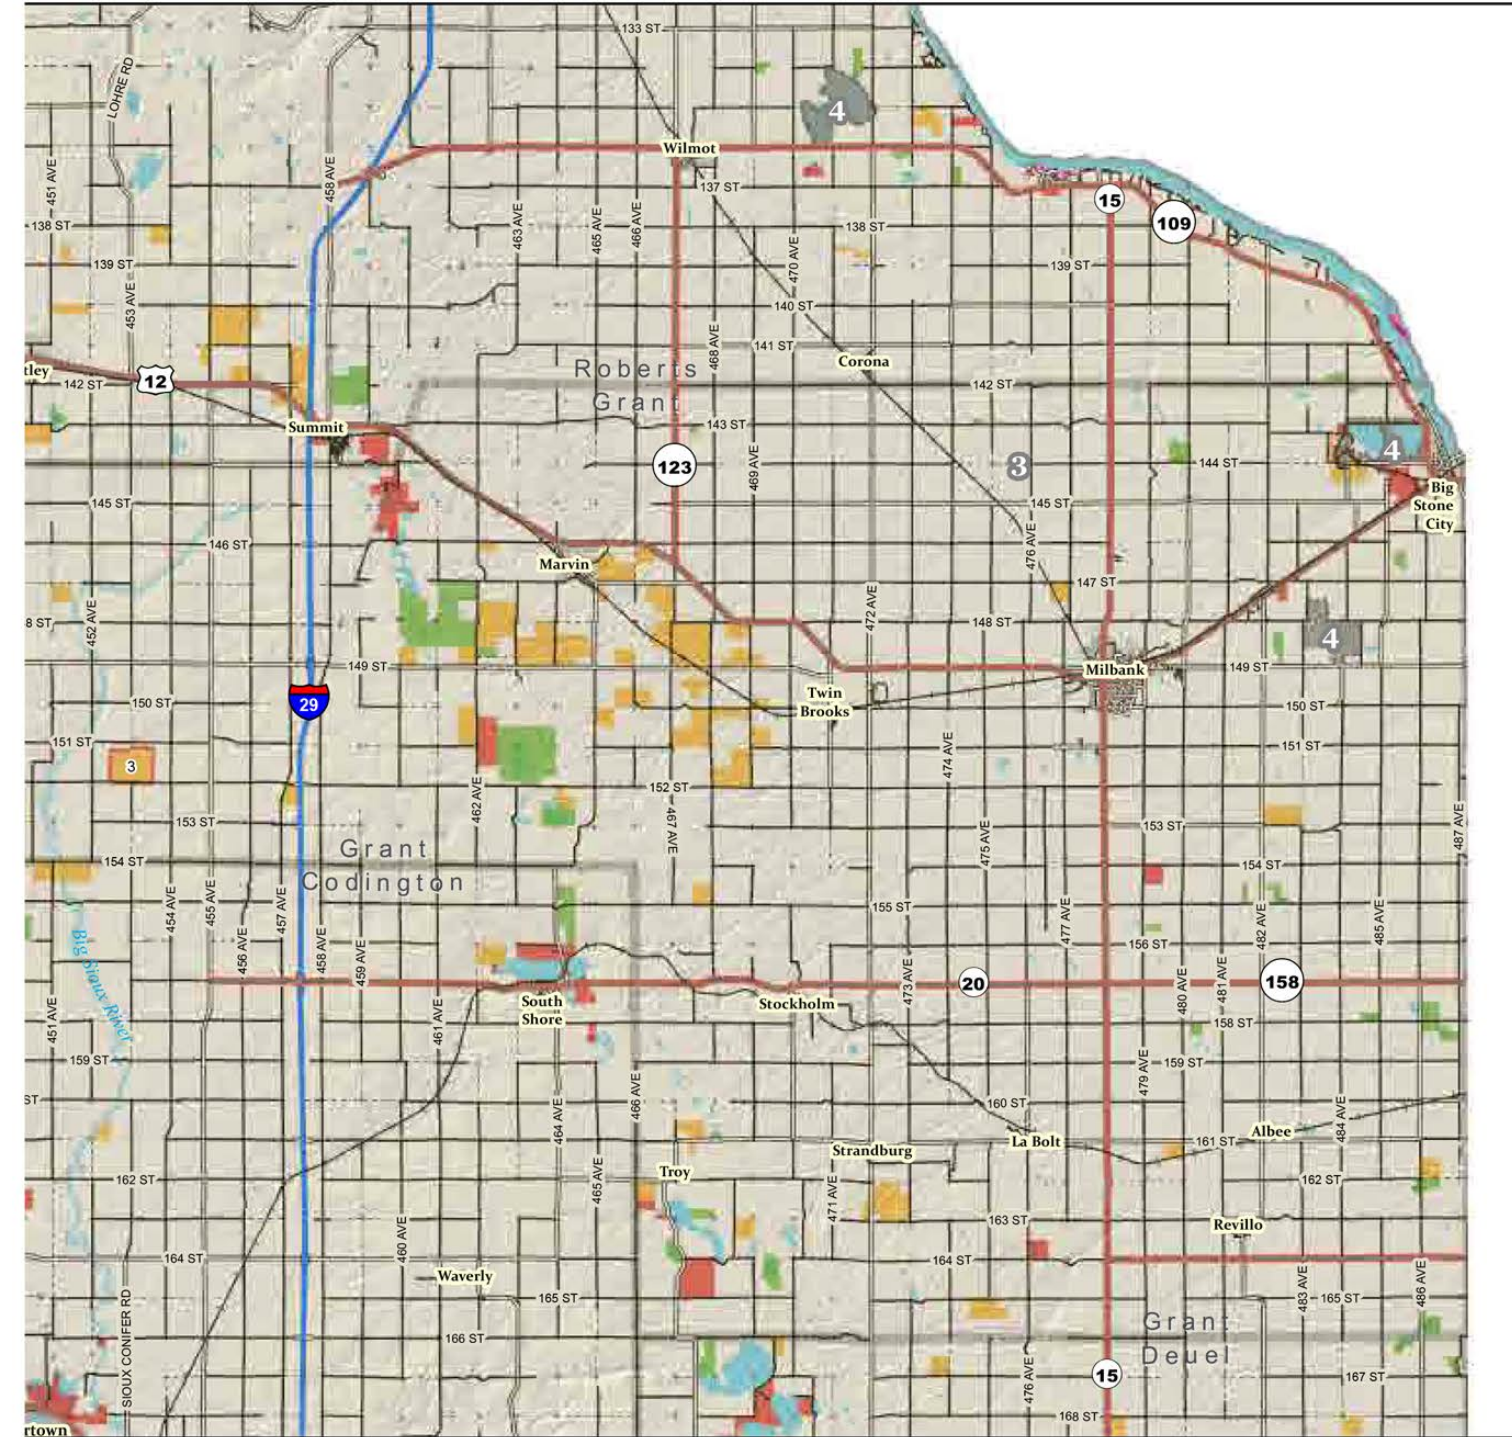 133 ST
LOHRE RD
4
Wilmot
451 AVE
458 AVE
137 ST
15
109
138 ST
463 AVE
465 AVE
466 AVE
138 ST
139 ST
470 AVE
139 ST
453 AVE
140 ST
141 ST
468 AVE
Corona
Roberts
tley
142 ST
12
142 ST
Grant
Summit
143 ST
123
469 AVE
3
144 ST
4
145 ST
145 ST
Big
Stone
City
146 ST
476 AVE
Marvin
147 ST
452 AVE
472 AVE
8 ST
148 ST
4
149 ST
Milbank
149 ST
150 ST
29
Twin
Brooks
150 ST
151 ST
474 AVE
151 ST
3
152 ST
462 AVE
467 AVE
153 ST
153 ST
475 AVE
487 AVE
Grant
154 ST
154 ST
Codington
454 AVE
455 AVE
457 AVE
155 ST
477 AVE
482 AVE
485 AVE
456 AVE
458 AVE
459 AVE
156 ST
Big Sioux River
473 AVE
20
480 AVE
481 AVE
158
451 AVE
461 AVE
South
Shore
Stockholm
158 ST
159 ST
479 AVE
159 ST
ST
466 AVE
160 ST
464 AVE
484 AVE
Albee
La Bolt
161 ST
Strandburg
Troy
162 ST
465 AVE
471 AVE
162 ST
460 AVE
163 ST
Revillo
164 ST
164 ST
Waverly
483 AVE
486 AVE
165 ST
165 ST
SIOUX CONIFER RD
Grant
166 ST
Deuel
476 AVE
15
167 ST
168 ST
rtown